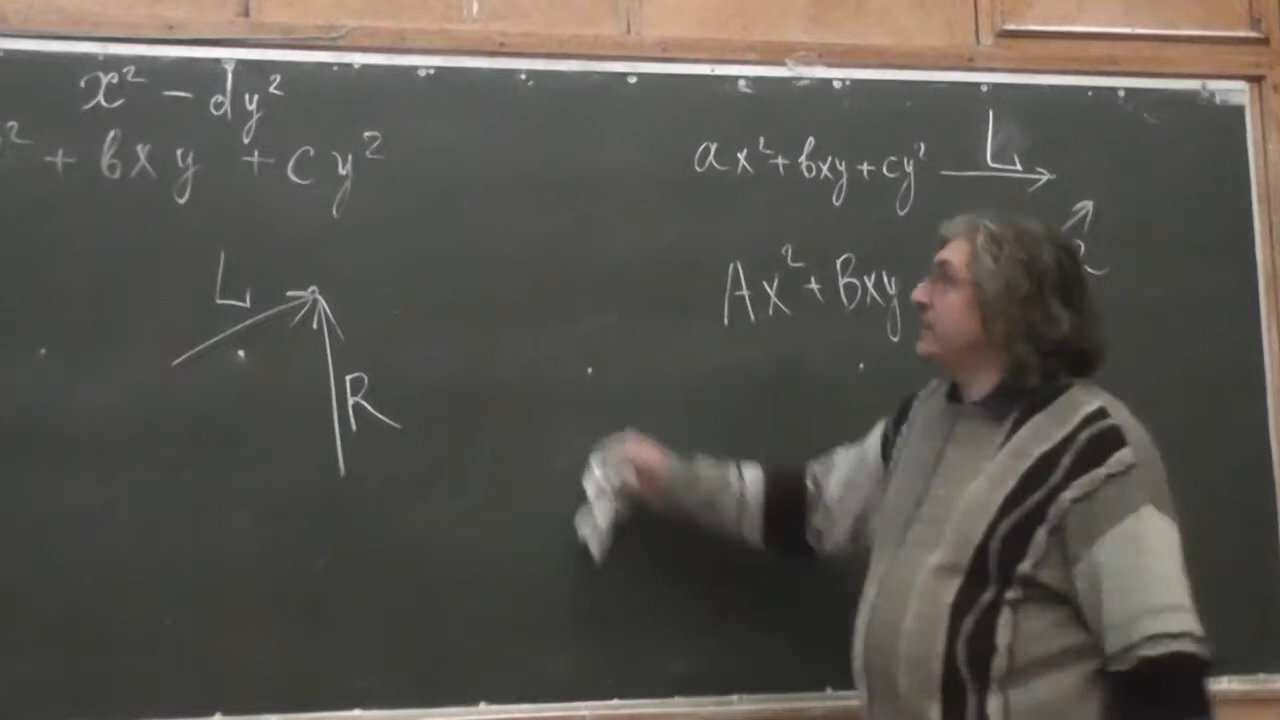 x² - dy²
² + bxy + cy²
L
R
ax² + bxy + cy² L
Ax² + Bxy